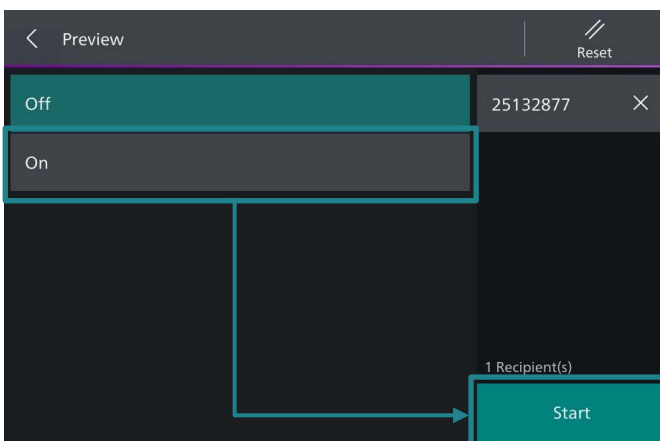 Preview
Reset
Off
25132877
On
1 Recipient(s)
Start